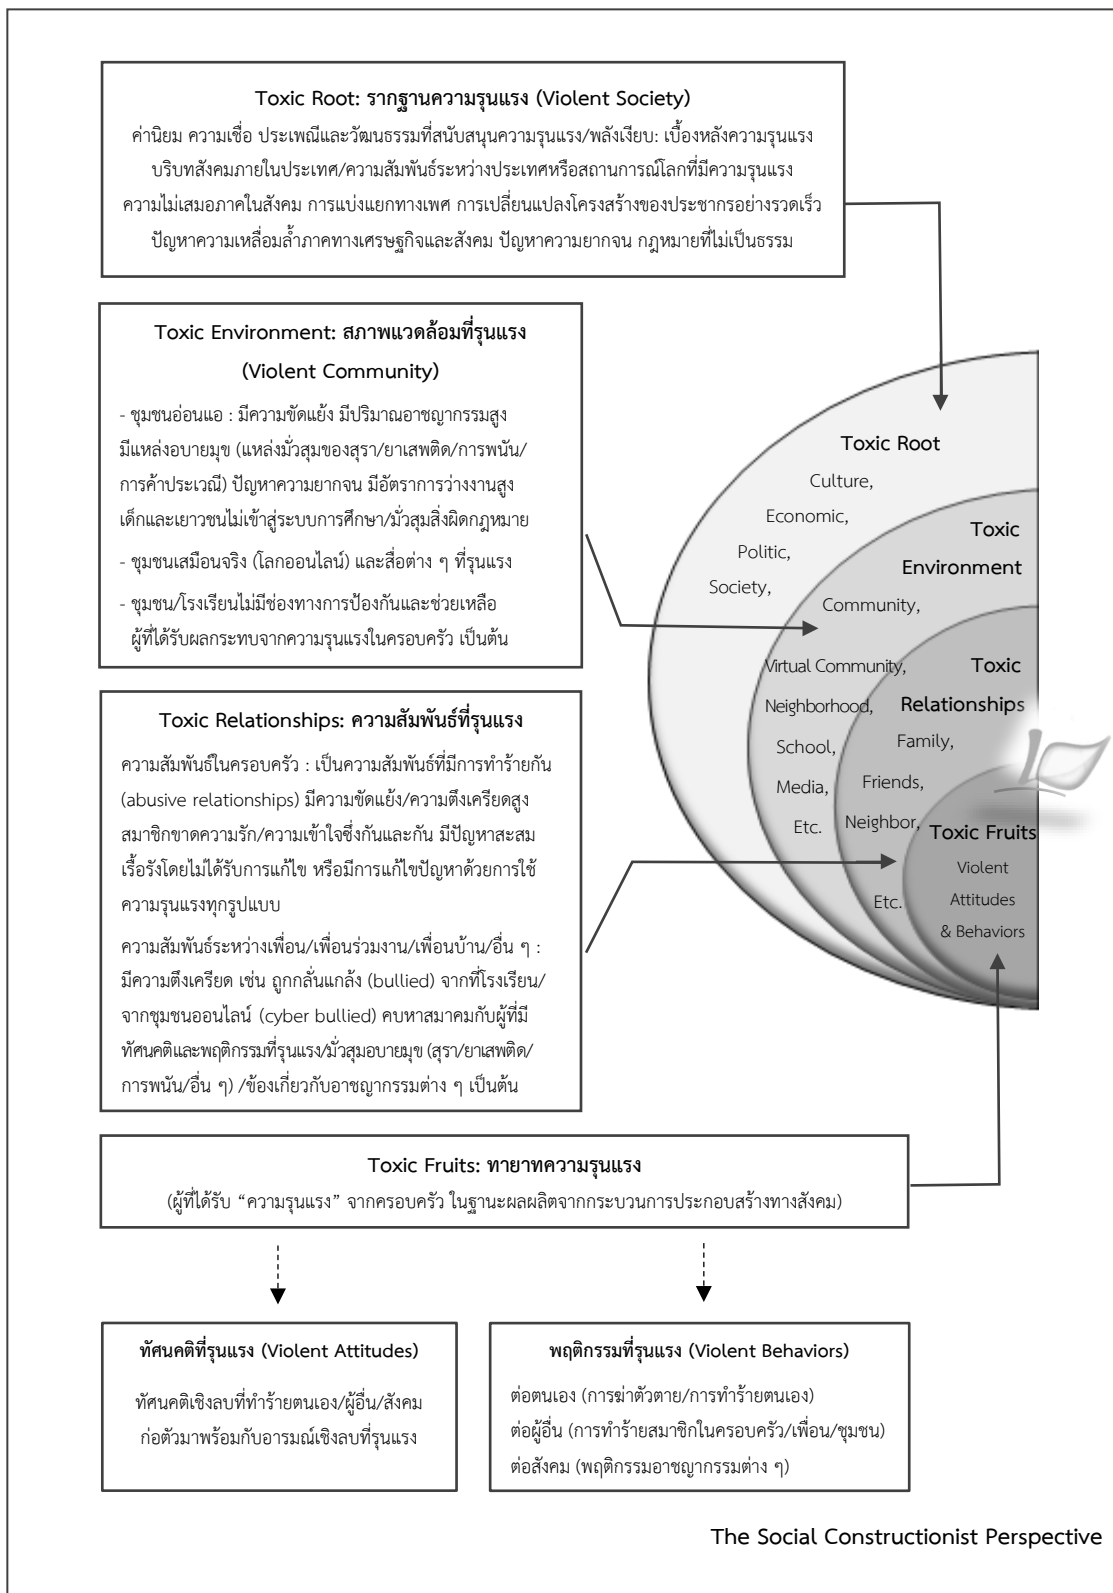 Toxic Root: รากฐานความรุนแรง (Violent Society)
ค่านิยม ความเชื่อ ประเพณีและวัฒนธรรมที่สนับสนุนความรุนแรง/พลังเงียบ: เบื้องหลังความรุนแรง
บริบทสังคมภายในประเทศ/ความสัมพันธ์ระหว่างประเทศหรือสถานการณ์โลกที่มีความรุนแรง
ความไม่เสมอภาคในสังคม การแบ่งแยกทางเพศ การเปลี่ยนแปลงโครงสร้างของประชากรอย่างรวดเร็ว
ปัญหาความเหลื่อมล้ำภาคทางเศรษฐกิจและสังคม ปัญหาความยากจน กฎหมายที่ไม่เป็นธรรม
Toxic Environment: สภาพแวดล้อมที่รุนแรง
(Violent Community)
- ชุมชนอ่อนแอ : มีความขัดแย้ง มีปริมาณอาชญากรรมสูง
มีแหล่งอบายมุข (แหล่งมั่วสุมของสุรา/ยาเสพติด/การพนัน/
การค้าประเวณี) ปัญหาความยากจน มีอัตราการว่างงานสูง
เด็กและเยาวชนไม่เข้าสู่ระบบการศึกษา/มั่วสุมสิ่งผิดกฎหมาย
- ชุมชนเสมือนจริง (โลกออนไลน์) และสื่อต่าง ๆ ที่รุนแรง
- ชุมชน/โรงเรียนไม่มีช่องทางการป้องกันและช่วยเหลือ
ผู้ที่ได้รับผลกระทบจากความรุนแรงในครอบครัว เป็นต้น
Toxic Relationships: ความสัมพันธ์ที่รุนแรง
ความสัมพันธ์ในครอบครัว : เป็นความสัมพันธ์ที่มีการทำร้ายกัน
(abusive relationships) มีความขัดแย้ง/ความตึงเครียดสูง
สมาชิกขาดความรัก/ความเข้าใจซึ่งกันและกัน มีปัญหาสะสม
เรื้อรังโดยไม่ได้รับการแก้ไข หรือมีการแก้ไขปัญหาด้วยการใช้
ความรุนแรงทุกรูปแบบ
ความสัมพันธ์ระหว่างเพื่อน/เพื่อนร่วมงาน/เพื่อนบ้าน/อื่น ๆ :
มีความตึงเครียด เช่น ถูกกลั่นแกล้ง (bullied) จากที่โรงเรียน/
จากชุมชนออนไลน์ (cyber bullied) คบหาสมาคมกับผู้ที่มี
ทัศนคติและพฤติกรรมที่รุนแรง/มั่วสุมอบายมุข (สุรา/ยาเสพติด/
การพนัน/อื่น ๆ) /ข้องเกี่ยวกับอาชญากรรมต่าง ๆ เป็นต้น
Toxic Root
Culture,
Economic,
Politic,
Society,
Toxic
Environment
Community,
Virtual Community,
Neighborhood,
School,
Media,
Etc.
Toxic
Relationships
Family,
Friends,
Neighbor,
Etc.
Toxic Fruits
Violent
Attitudes
& Behaviors
Toxic Fruits: ทายาทความรุนแรง
(ผู้ที่ได้รับ “ความรุนแรง” จากครอบครัว ในฐานะผลผลิตจากกระบวนการประกอบสร้างทางสังคม)
ทัศนคติที่รุนแรง (Violent Attitudes)
ทัศนคติเชิงลบที่ทำร้ายตนเอง/ผู้อื่น/สังคม
ก่อตัวมาพร้อมกับอารมณ์เชิงลบที่รุนแรง
พฤติกรรมที่รุนแรง (Violent Behaviors)
ต่อตนเอง (การฆ่าตัวตาย/การทำร้ายตนเอง)
ต่อผู้อื่น (การทำร้ายสมาชิกในครอบครัว/เพื่อน/ชุมชน)
ต่อสังคม (พฤติกรรมอาชญากรรมต่าง ๆ)
The Social Constructionist Perspective